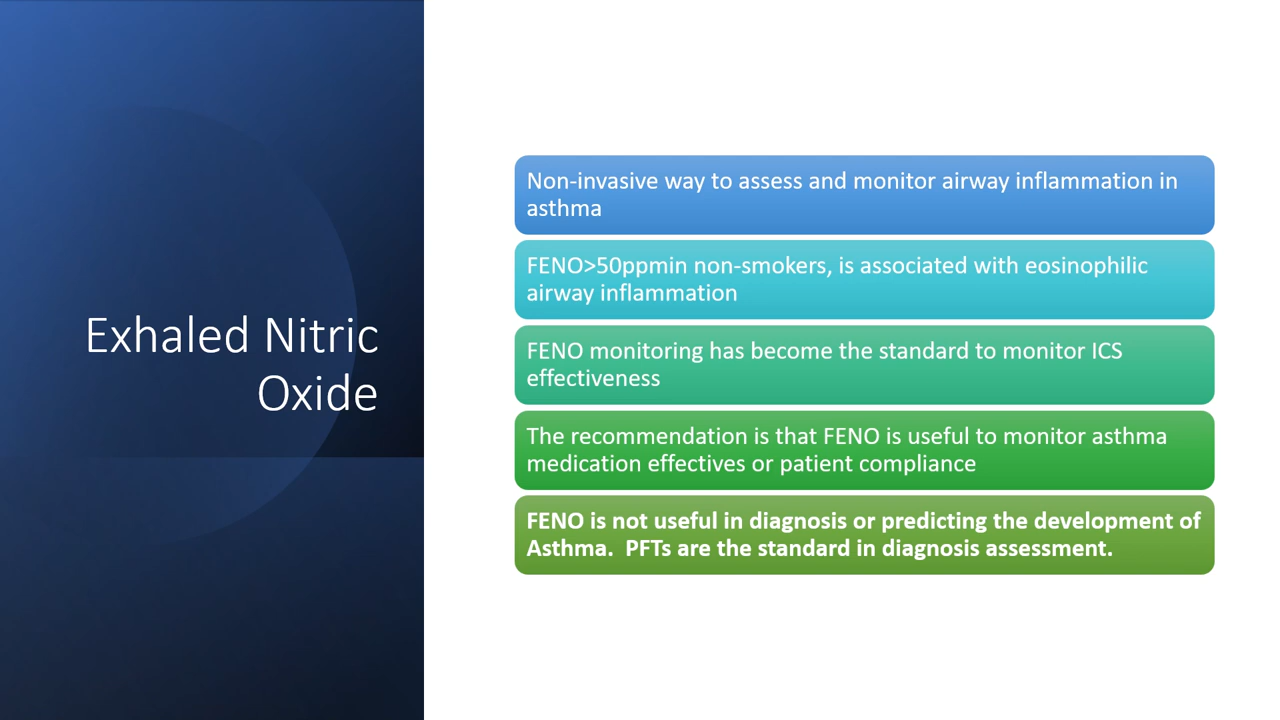 Exhaled Nitric
Oxide
Non-invasive way to assess and monitor airway inflammation in
asthma
FENO>50ppmin non-smokers, is associated with eosinophilic
airway inflammation
FENO monitoring has become the standard to monitor ICS
effectiveness
The recommendation is that FENO is useful to monitor asthma
medication effectives or patient compliance
FENO is not useful in diagnosis or predicting the development of
Asthma.  PFTs are the standard in diagnosis assessment.